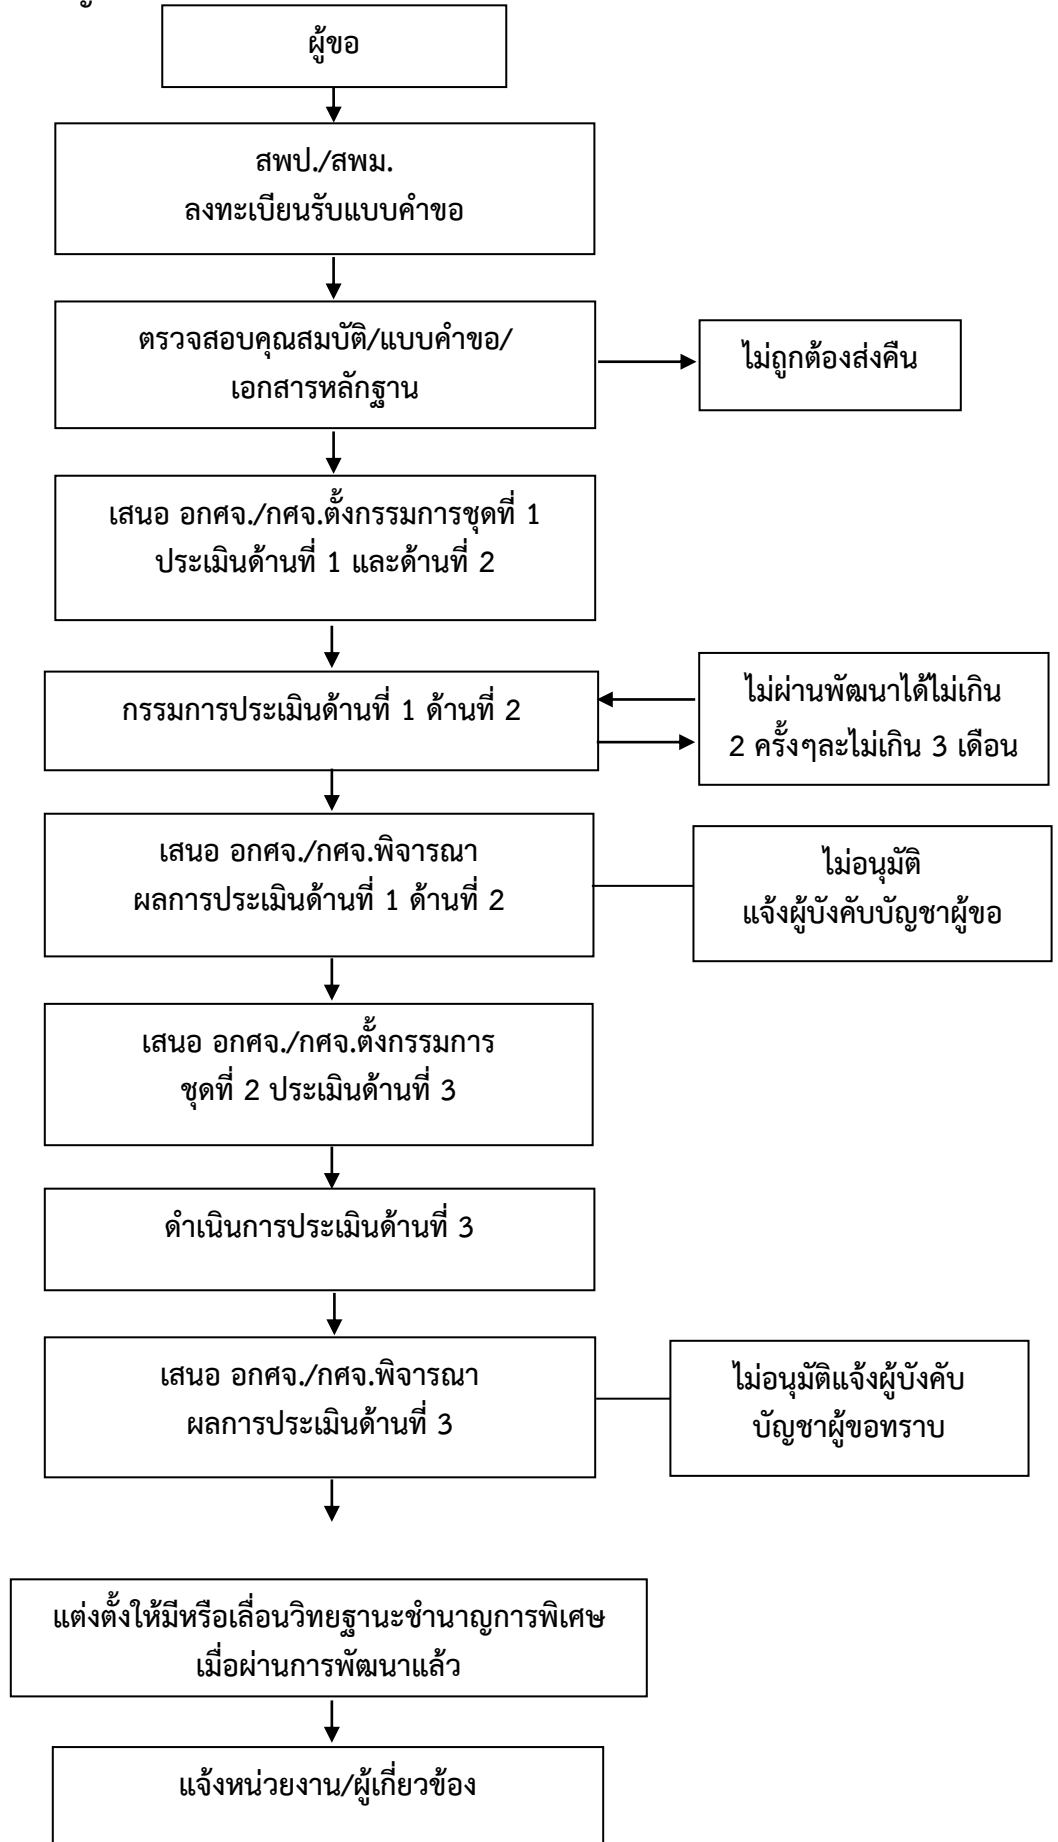 ผู้ขอ
สพป./สพม.
ลงทะเบียนรับแบบคำขอ
ตรวจสอบคุณสมบัติ/แบบคำขอ/
เอกสารหลักฐาน
ไม่ถูกต้องส่งคืน
เสนอ อกศจ./กศจ.ตั้งกรรมการชุดที่ 1
ประเมินด้านที่ 1 และด้านที่ 2
กรรมการประเมินด้านที่ 1 ด้านที่ 2
ไม่ผ่านพัฒนาได้ไม่เกิน
2 ครั้งๆละไม่เกิน 3 เดือน
เสนอ อกศจ./กศจ.พิจารณา
ผลการประเมินด้านที่ 1 ด้านที่ 2
ไม่อนุมัติ
แจ้งผู้บังคับบัญชาผู้ขอ
เสนอ อกศจ./กศจ.ตั้งกรรมการ
ชุดที่ 2 ประเมินด้านที่ 3
ดำเนินการประเมินด้านที่ 3
เสนอ อกศจ./กศจ.พิจารณา
ผลการประเมินด้านที่ 3
ไม่อนุมัติแจ้งผู้บังคับ
บัญชาผู้ขอทราบ
แต่งตั้งให้มีหรือเลื่อนวิทยฐานะชำนาญการพิเศษ
เมื่อผ่านการพัฒนาแล้ว
แจ้งหน่วยงาน/ผู้เกี่ยวข้อง